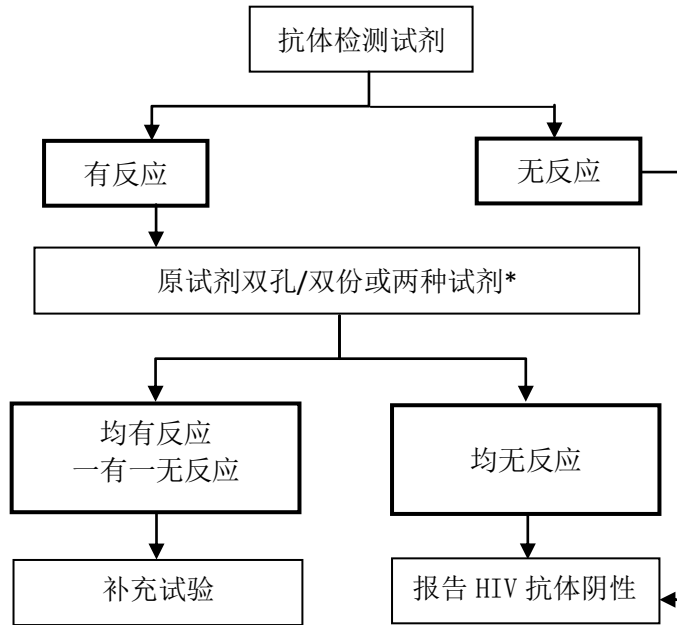 抗体检测试剂
有反应
无反应
原试剂双孔/双份或两种试剂*
均有反应
一有一无反应
均无反应
补充试验
报告 HIV 抗体阴性